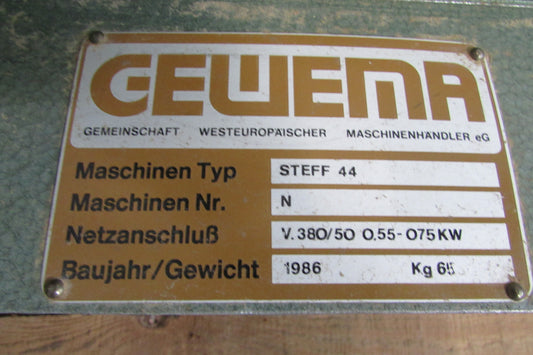 GEWEMA
GEMEINSCHAFT WESTEUROPÄISCHER MASCHINENHÄNDLER eG
Maschinen Typ STEFF 44
Maschinen Nr. N
Netzanschluß V.380/50 0.55-075KW
Baujahr/Gewicht 1986 Kg 65